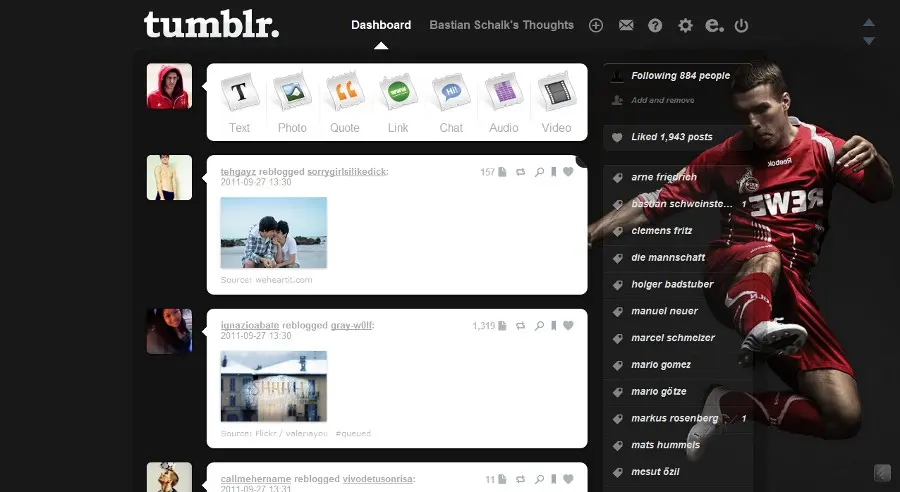 tumblr.
Dashboard
Bastian Schalk's Thoughts
T
www
Hi!
Text
Photo
Quote
Link
Chat
Audio
Video
tehgayz reblogged sorrygirlsilikedick:
157
2011-09-27 13:30
Source: weheartit.com
ignazioabate reblogged gray-w0lf:
1,319
2011-09-27 13:30
Source: Flickr / valeriayou #queued
callmehername reblogged vivodetusonrisa:
11
2011-09-27 13:31
Following 884 people
Add and remove
Liked 1,943 posts
arne friedrich
bastian schweinste... 1
clemens fritz
die mannschaft
holger badstuber
manuel neuer
marcel schmelzer
mario gomez
mario götze
markus rosenberg 1
mats hummels
mesut özil
Reebok
REWE